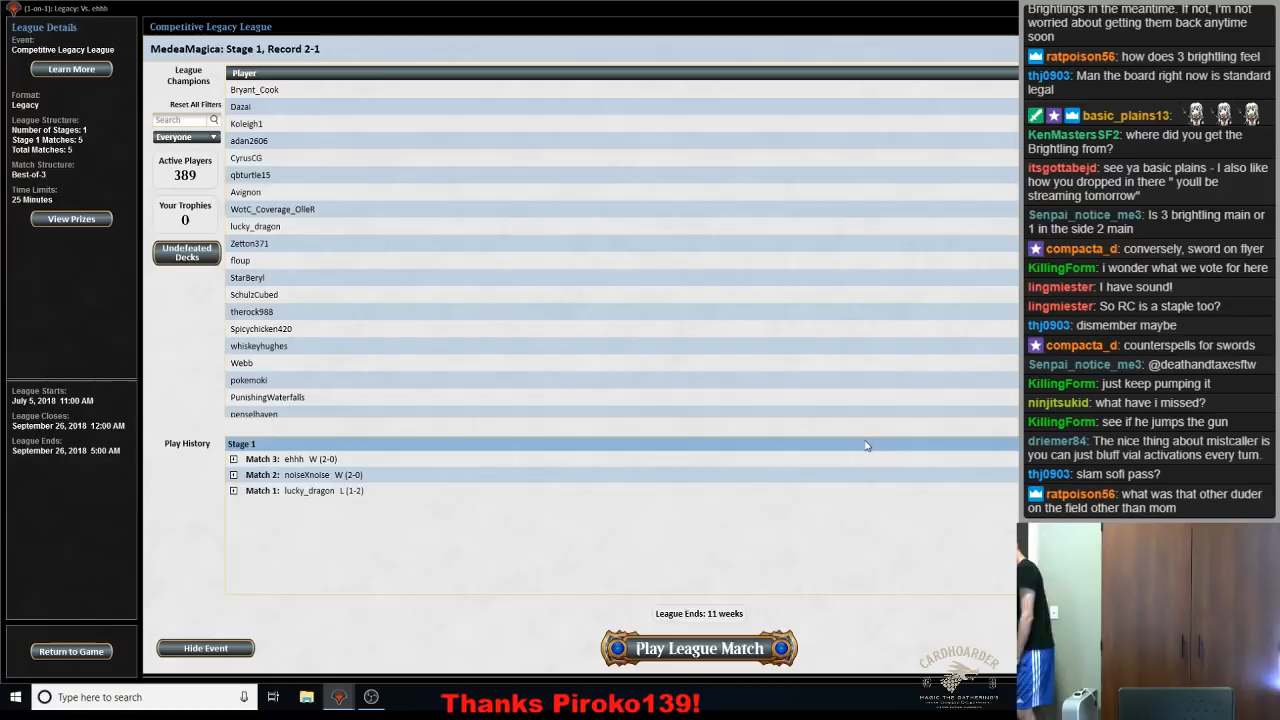 (1-on-1): Legacy: Vs. ehhh
League Details
Event:
Competitive Legacy League
Learn More
Format:
Legacy
League Structure:
Number of Stages: 1
Stage 1 Matches: 5
Total Matches: 5
Match Structure:
Best-of-3
Time Limits:
25 Minutes
View Prizes
League Starts:
July 5, 2018 11:00 AM
League Closes:
September 26, 2018 12:00 AM
League Ends:
September 26, 2018 5:00 AM
Return to Game
Competitive Legacy League
MedeaMagica: Stage 1, Record 2-1
League
Champions
Reset All Filters
Search
Everyone
Active Players
389
Your Trophies
0
Undefeated
Decks
Player
Bryant_Cook
Dazai
Koleigh1
adan2606
CyrusCG
qbturtle15
Avignon
WotC_Coverage_OlleR
lucky_dragon
Zetton371
floup
StarBeryl
SchulzCubed
therock988
Spicychicken420
whiskeyhughes
Webb
pokemoki
PunishingWaterfalls
penselhaven
Play History
Stage 1
Match 3: ehhh W (2-0)
Match 2: noiseXnoise W (2-0)
Match 1: lucky_dragon L (1-2)
League Ends: 11 weeks
Hide Event
Play League Match
CARDHOARDER
MAGIC THE GATHERING'S
Type here to search
Thanks Piroko139!
Brightlings in the meantime. If not, I'm not
worried about getting them back anytime
soon
ratpoison56: how does 3 brightling feel
thj0903: Man the board right now is standard
legal
basic_plains13:
KenMastersSF2: where did you get the
Brightling from?
itsgottabejd: see ya basic plains - I also like
how you dropped in there " youll be
streaming tomorrow"
Senpai_notice_me3: Is 3 brightling main or
1 in the side 2 main
compacta_d: conversely, sword on flyer
KillingForm: i wonder what we vote for here
lingmiester: I have sound!
lingmiester: So RC is a staple too?
thj0903: dismember maybe
compacta_d: counterspells for swords
Senpai_notice_me3: @deathandtaxesftw
KillingForm: just keep pumping it
ninjitsukid: what have i missed?
KillingForm: see if he jumps the gun
driemer84: The nice thing about mistcaller is
you can just bluff vial activations every turn.
thj0903: slam sofi pass?
ratpoison56: what was that other duder
on the field other than mom